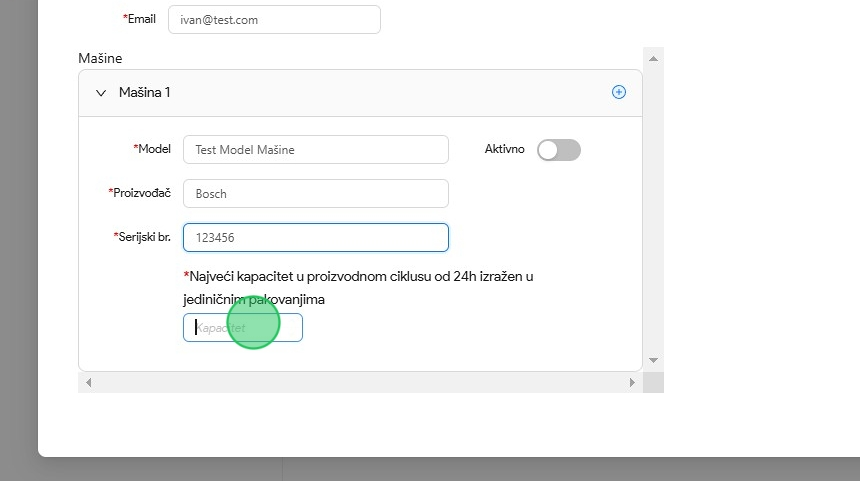 *Email ivan@test.com
Mašine
Mašina 1
*Model Test Model Mašine Aktivno
*Proizvođač Bosch
*Serijski br. 123456
*Najveći kapacitet u proizvodnom ciklusu od 24h izražen u
jediničnim pakovanjima
Kapacitet